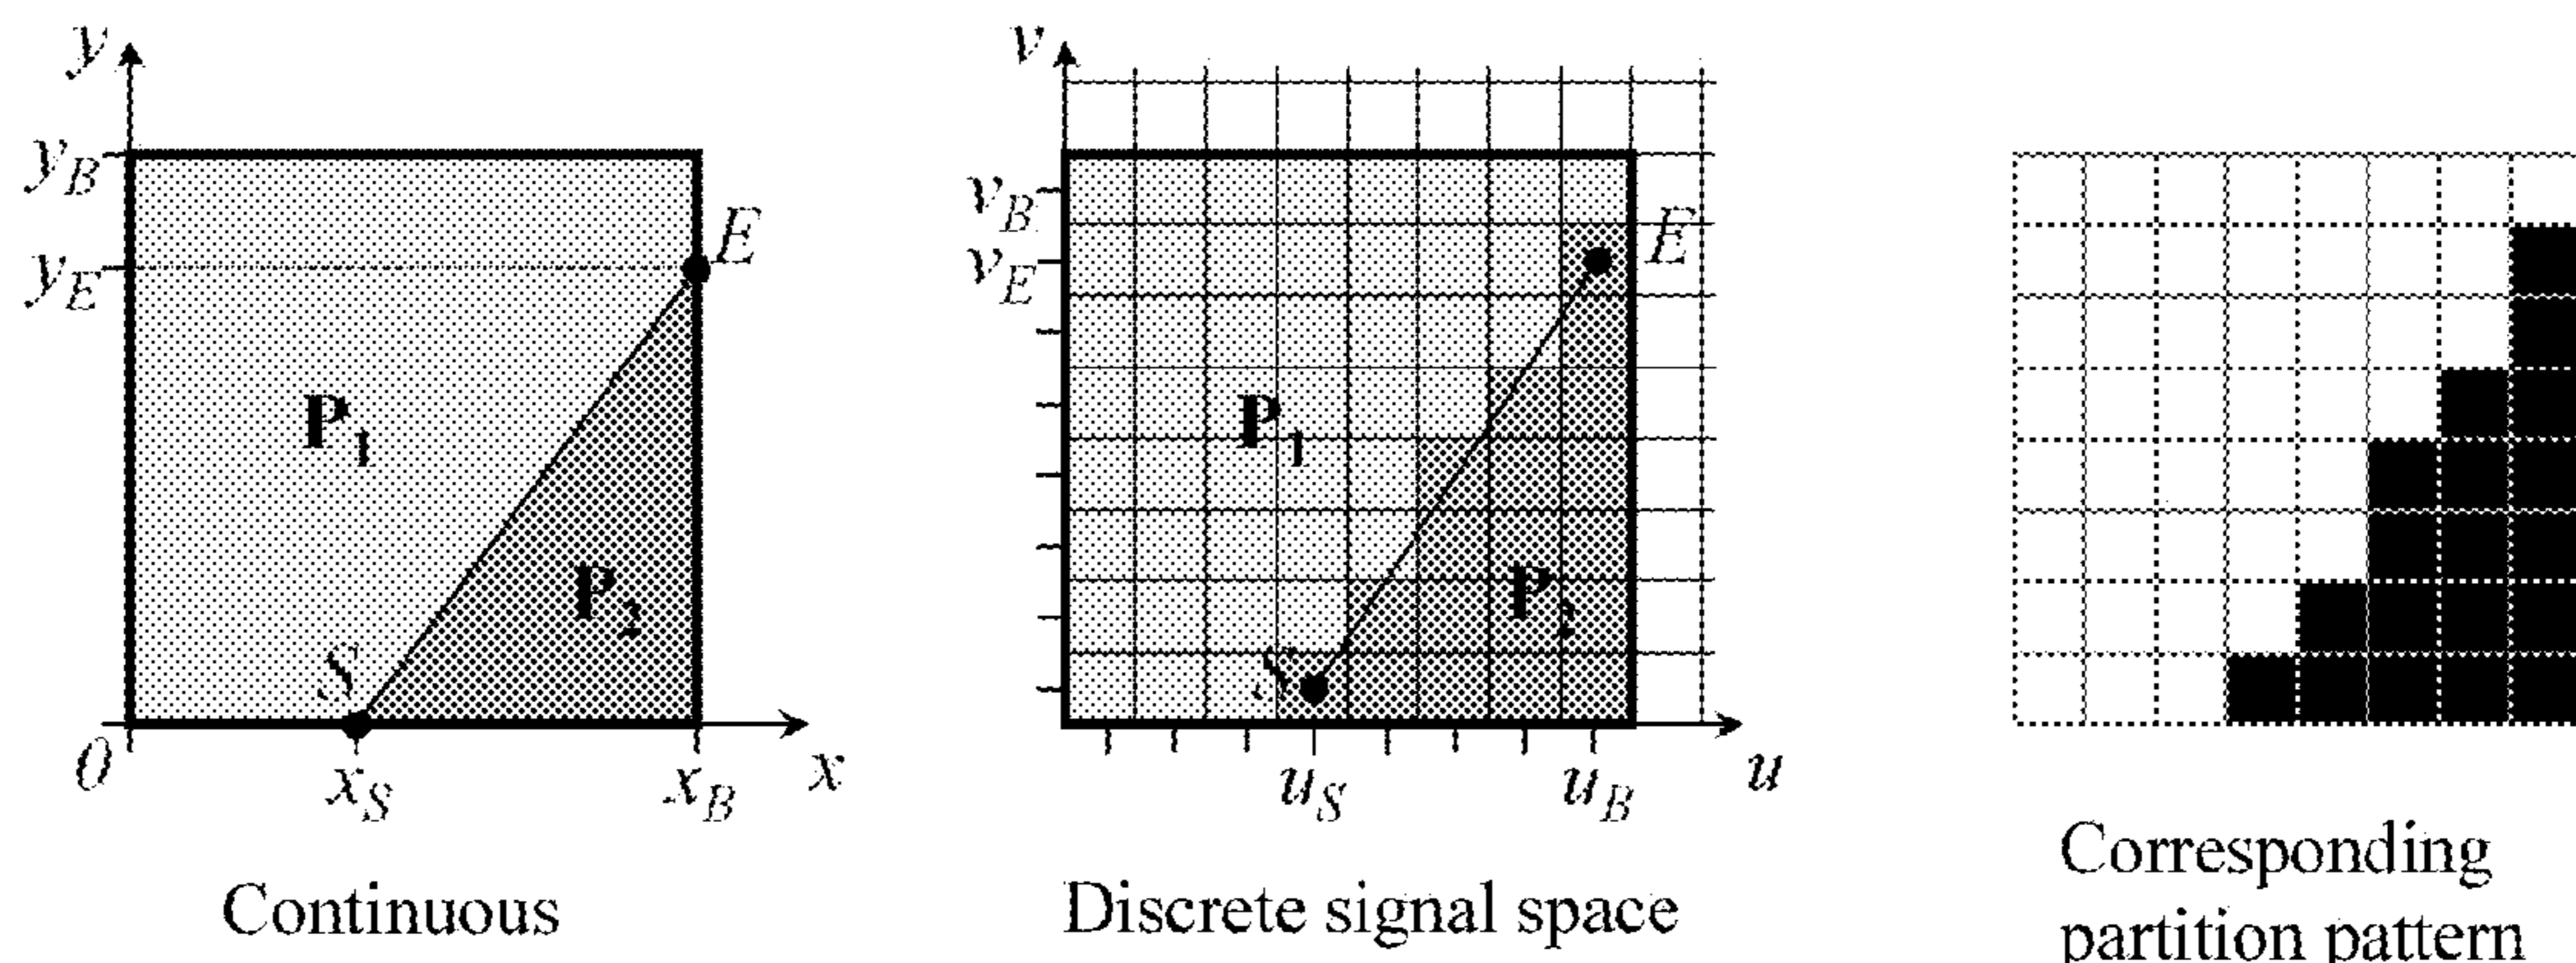 y
y_B
y_E
E
P_1
P_2
S
0
x_S
x_B
x
Continuous
v
v_B
v_E
E
P_1
P_2
S
u_S
u_B
u
Discrete signal space
Corresponding
partition pattern